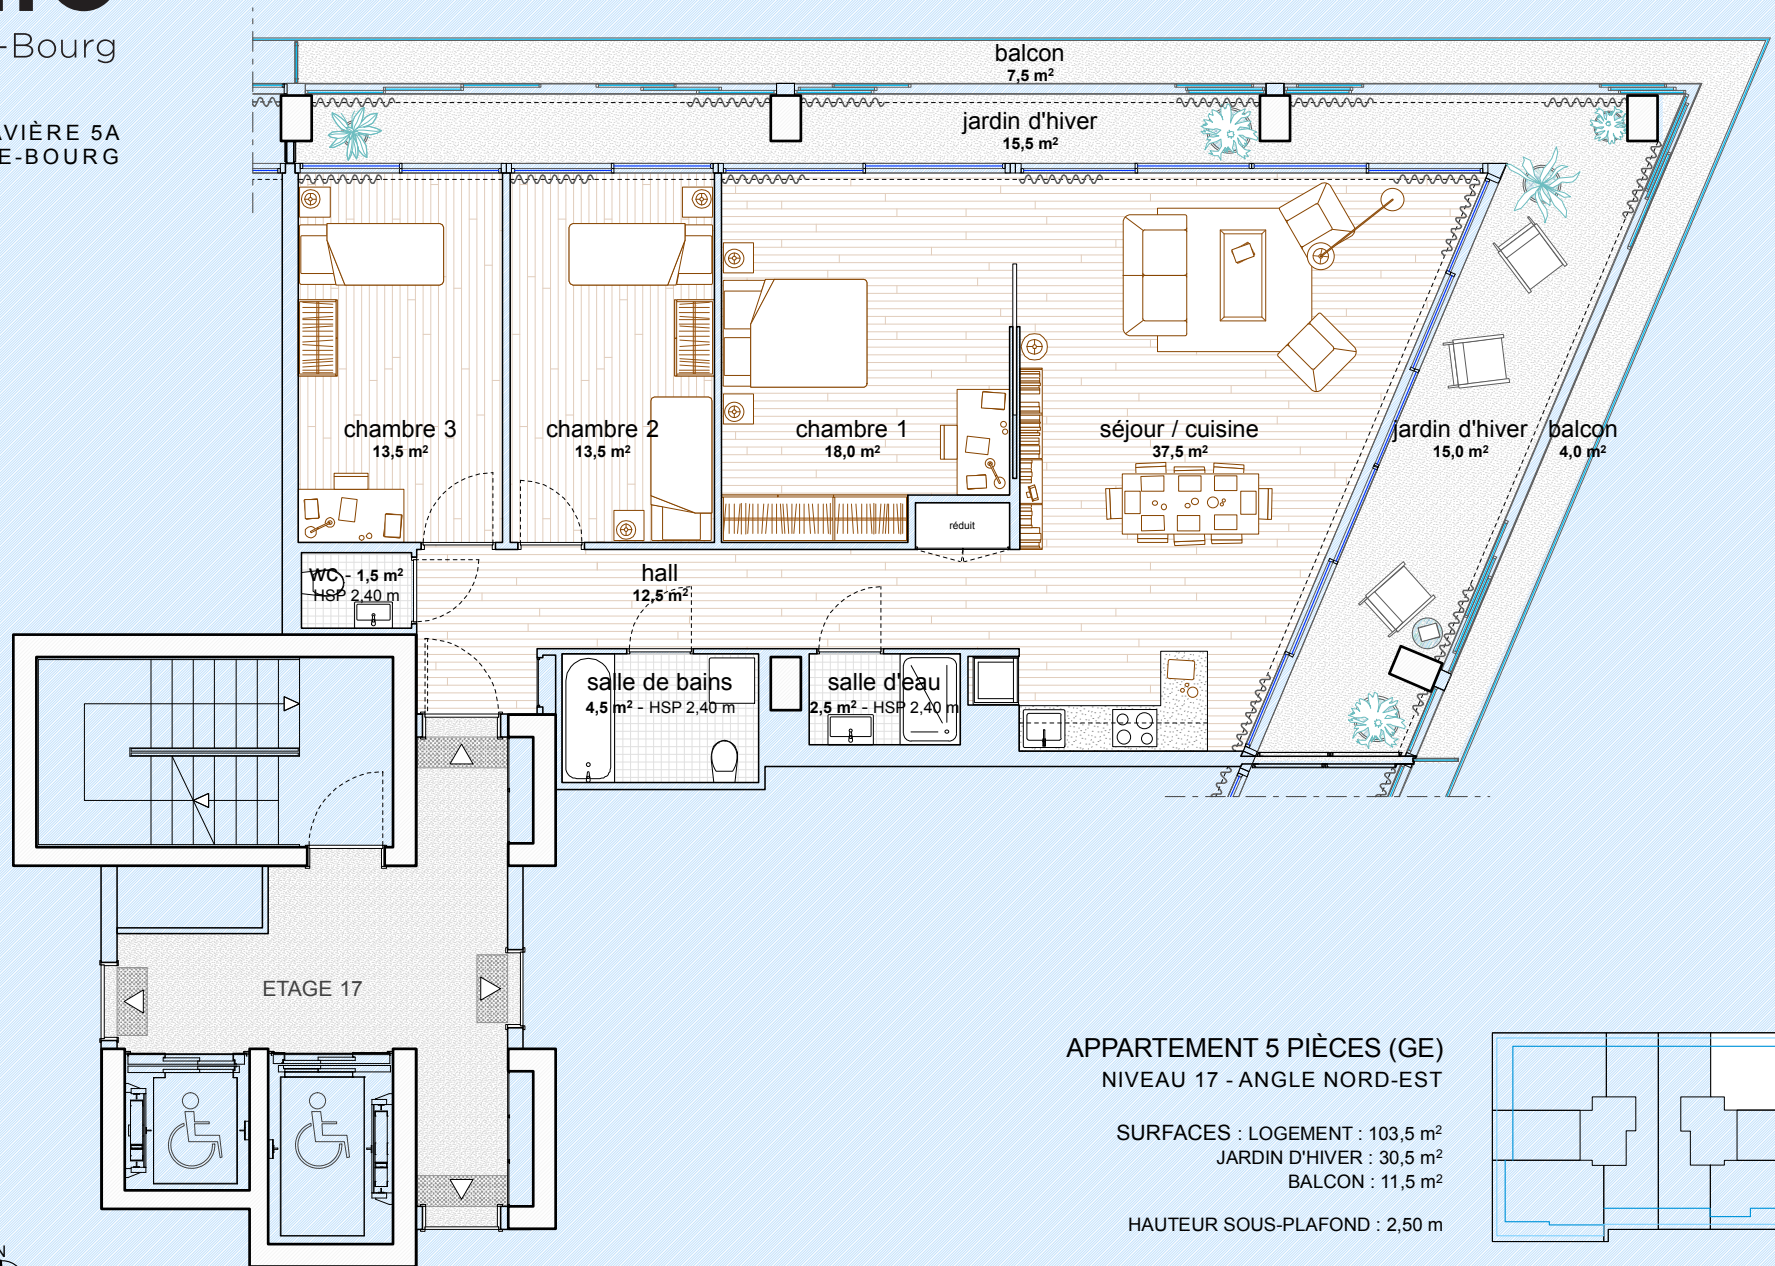 -Bourg
balcon
7,5 m²
jardin d'hiver
15,5 m²
AVIÈRE 5A
E-BOURG
chambre 3
13,5 m²
chambre 2
13,5 m²
chambre 1
18,0 m²
séjour / cuisine
37,5 m²
jardin d'hiver
15,0 m²
balcon
4,0 m²
réduit
WC - 1,5 m²
HSP 2,40 m
hall
12,5 m²
salle de bains
4,5 m² - HSP 2,40 m
salle d'eau
2,5 m² - HSP 2,40 m
ETAGE 17
APPARTEMENT 5 PIÈCES (GE)
NIVEAU 17 - ANGLE NORD-EST
SURFACES : LOGEMENT : 103,5 m²
JARDIN D'HIVER : 30,5 m²
BALCON : 11,5 m²
HAUTEUR SOUS-PLAFOND : 2,50 m
N